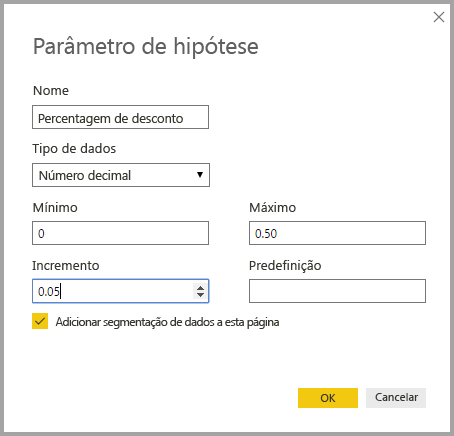 Parâmetro de hipótese
Nome
Percentagem de desconto
Tipo de dados
Número decimal
Mínimo Máximo
0 0.50
Incremento Predefinição
0.05
Adicionar segmentação de dados a esta página
OK Cancelar